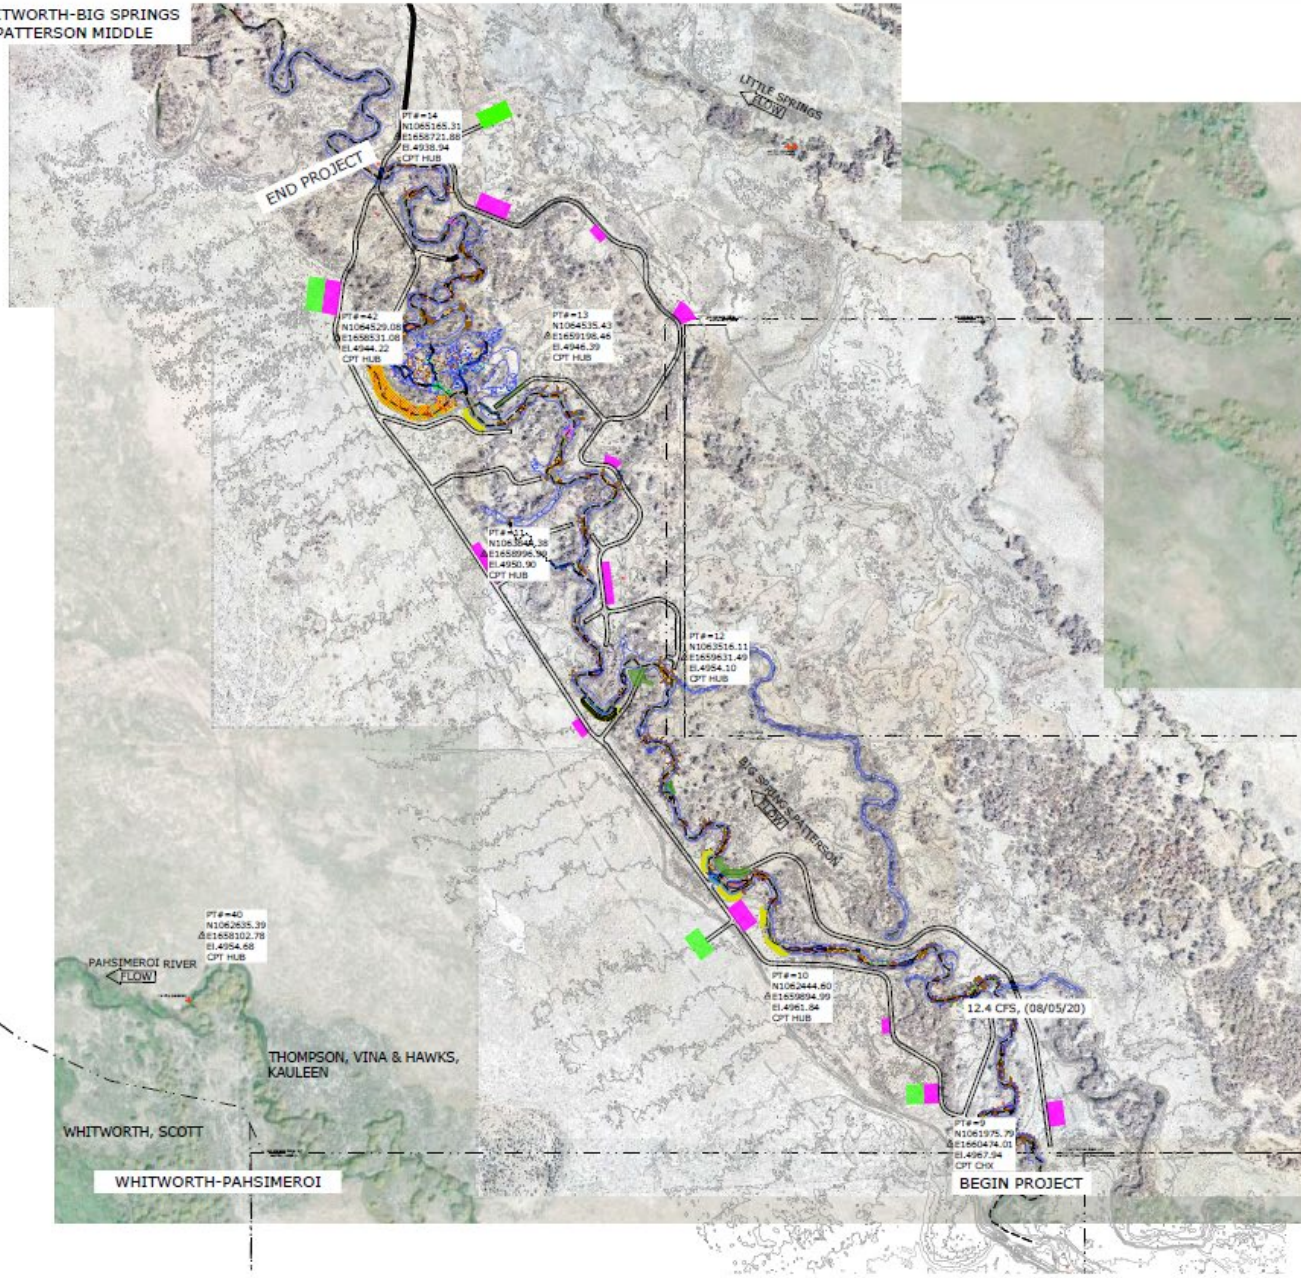 TWORTH-BIG SPRINGS
PATTERSON MIDDLE
LITTLE SPRINGS
FLOW
PT#=14
N1065165.31
E1658721.88
El.4938.94
CPT HUB
END PROJECT
PT#=42
N1064529.08
E1658531.08
El.4944.22
CPT HUB
PT#=13
N1064535.43
E1659198.46
El.4946.39
CPT HUB
PT#=11
E1658996.99
El.4950.90
CPT HUB
PT#=12
N1063516.11
E1659631.49
El.4954.10
CPT HUB
BIG SPRINGS PATTERSON
FLOW
PT#=40
N1062635.39
E1658102.78
El.4954.68
CPT HUB
PAHSIMEROI RIVER
FLOW
PT#=10
N1062444.60
E1659894.99
El.4961.84
CPT HUB
12.4 CFS, (08/05/20)
THOMPSON, VINA & HAWKS,
KAULEEN
WHITWORTH, SCOTT
PT#=9
N1061975.79
E1660474.01
El.4967.94
CPT CHX
WHITWORTH-PAHSIMEROI
BEGIN PROJECT